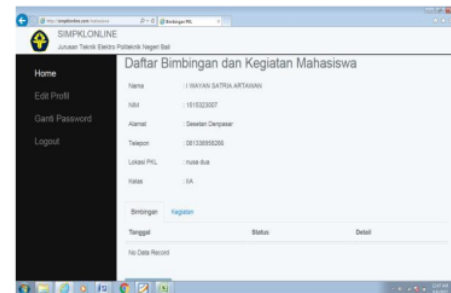 SIMPKLONLINE
Jurusan Teknik Elektro Politeknik Negeri Bali
Home
Edit Profil
Ganti Password
Logout
Daftar Bimbingan dan Kegiatan Mahasiswa
Nama : I WAYAN SATRIA ARTAWAN
NIM : 1515323007
Alamat : Sesetan Denpasar
Telepon
Lokasi PKL : nusa dua
Kelas : VIA
Bimbingan Kegiatan
Tanggal Status Detail
No Data Record